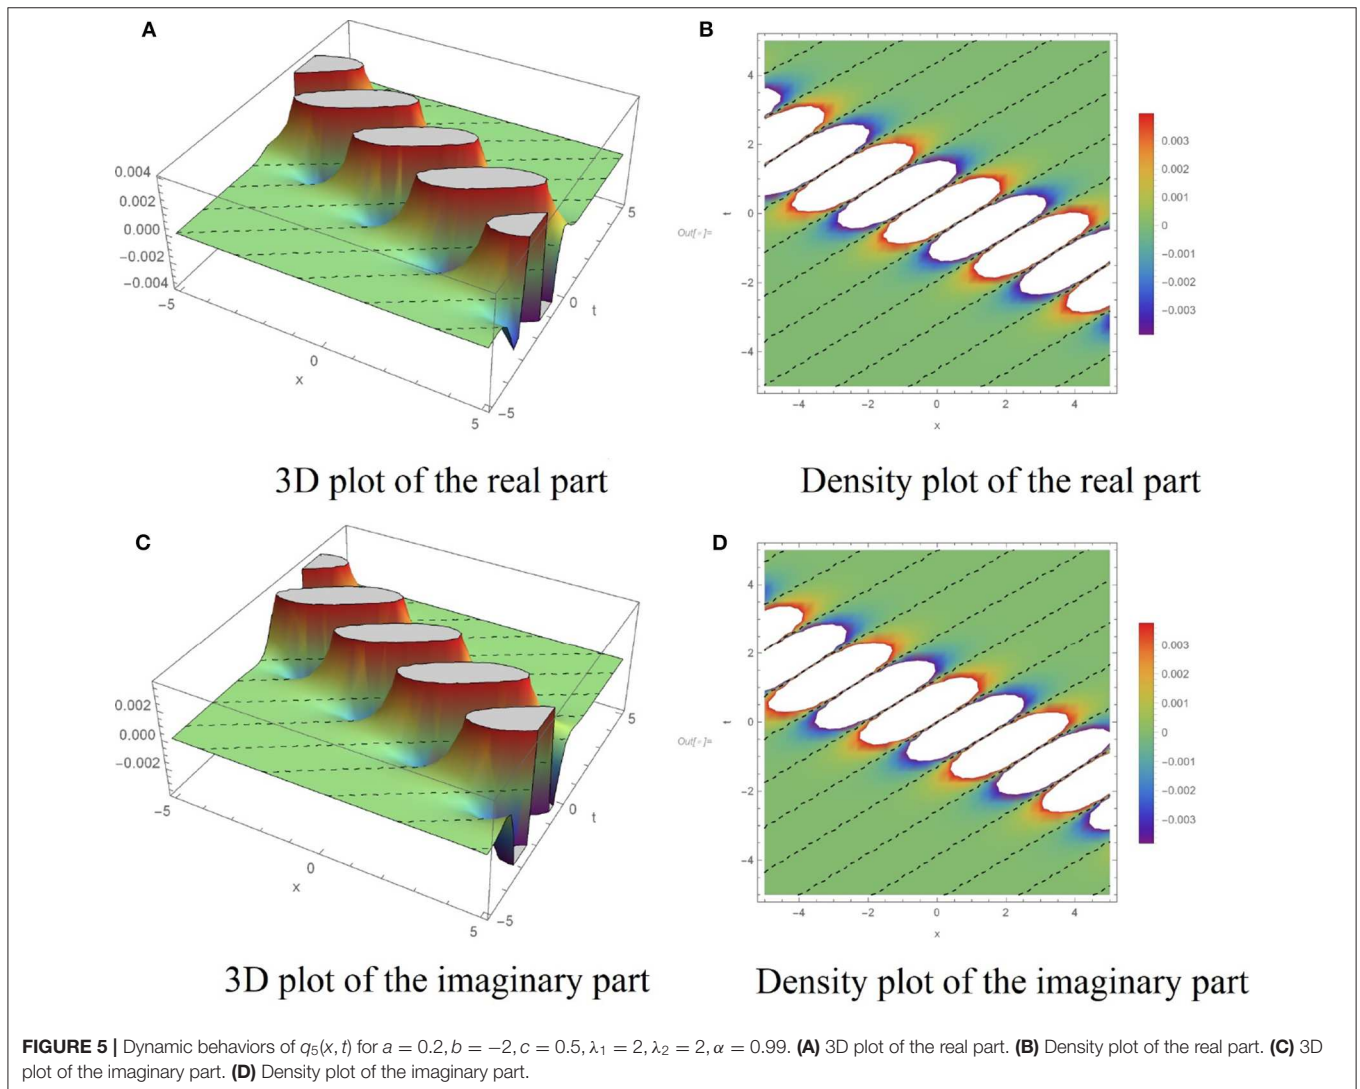 A
0.004
0.002
0.000
−0.002
−0.004
−5
0
x
5
−5
0
t
5
3D plot of the real part
B
4
2
0
−2
−4
t
Out[∘]=
−4
−2
0
2
4
x
0.003
0.002
0.001
0
−0.001
−0.002
−0.003
Density plot of the real part
C
0.002
0.000
−0.002
−5
0
x
5
−5
0
t
5
3D plot of the imaginary part
D
4
2
0
−2
−4
t
Out[∘]=
−4
−2
0
2
4
x
0.003
0.002
0.001
0
−0.001
−0.002
−0.003
Density plot of the imaginary part
FIGURE 5 | Dynamic behaviors of q₅(x, t) for a = 0.2, b = −2, c = 0.5, λ₁ = 2, λ₂ = 2, α = 0.99. (A) 3D plot of the real part. (B) Density plot of the real part. (C) 3D
plot of the imaginary part. (D) Density plot of the imaginary part.